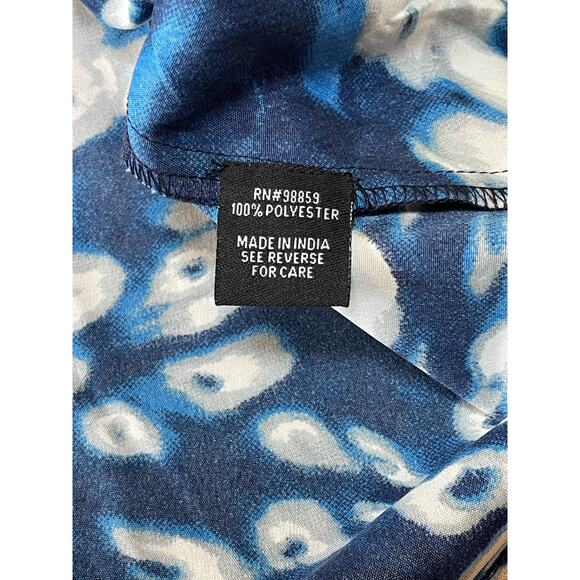 RN#98859
100% POLYESTER
MADE IN INDIA
SEE REVERSE
FOR CARE